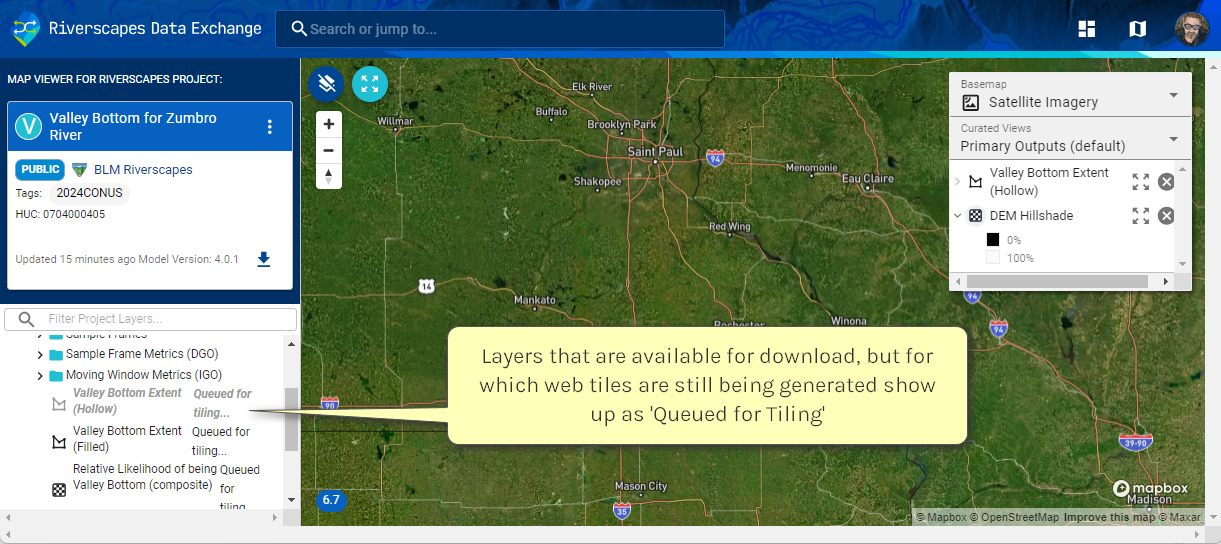 Riverscapes Data Exchange
Search or jump to...
MAP VIEWER FOR RIVERSCAPES PROJECT:
V
Valley Bottom for Zumbro
River
PUBLIC
BLM Riverscapes
Tags: 2024CONUS
HUC: 0704000405
Updated 15 minutes ago Model Version: 4.0.1
Filter Project Layers...
Sample Frames
Sample Frame Metrics (DGO)
Moving Window Metrics (IGO)
Valley Bottom Extent
(Hollow)
Queued for
tiling...
Valley Bottom Extent
(Filled)
Queued for
tiling...
Relative Likelihood of being
Valley Bottom (composite)
Queued
for
tiling
Basemap
Satellite Imagery
Curated Views
Primary Outputs (default)
Valley Bottom Extent
(Hollow)
DEM Hillshade
0%
100%
Elk River
Buffalo
Willmar
Brooklyn Park
Saint Paul
94
Shakopee
Menomonie
Eau Claire
Red Wing
14
Mankato
Rochester
Winona
94
94
90
Layers that are available for download, but for
which web tiles are still being generated show
up as 'Queued for Tiling'
39-90
6.7
Mason City
35
mapbox
Madison
© Mapbox © OpenStreetMap Improve this map © Maxar